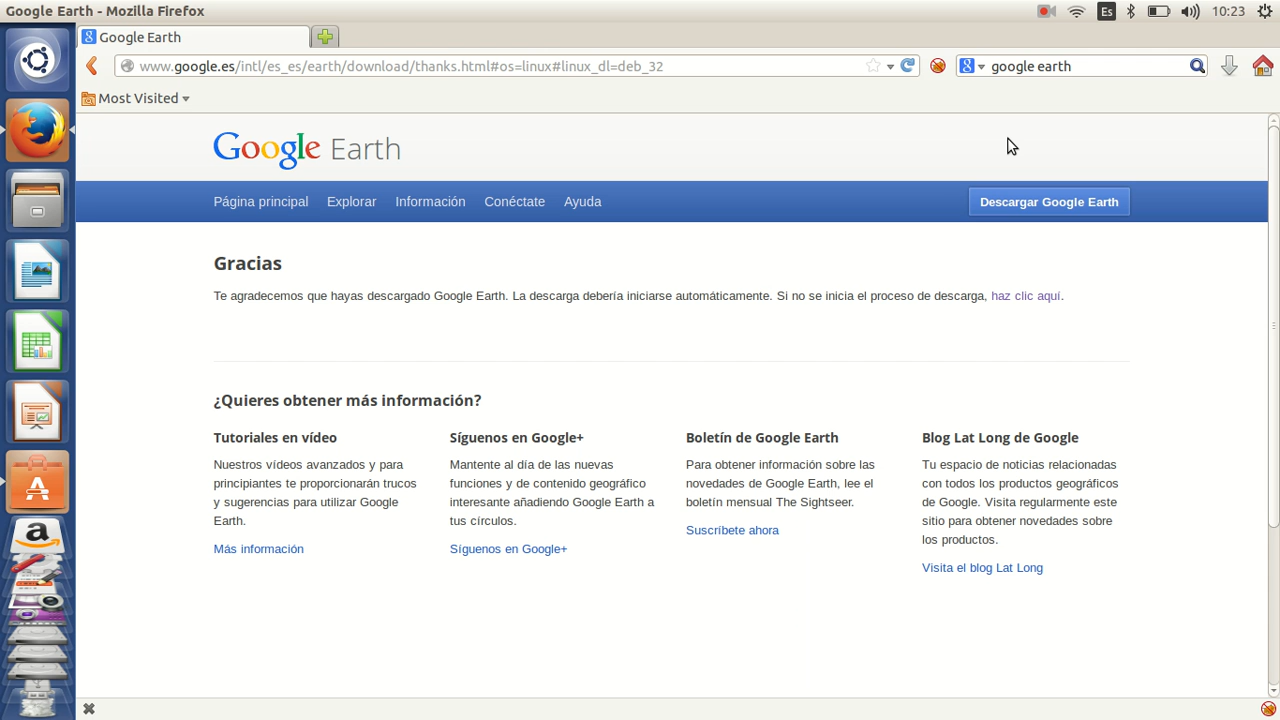 Google Earth - Mozilla Firefox
Es
10:23
Google Earth
www.google.es/intl/es_es/earth/download/thanks.html#os=linux#linux_dl=deb_32
google earth
Most Visited
Google Earth
Página principal Explorar Información Conéctate Ayuda Descargar Google Earth
Gracias
Te agradecemos que hayas descargado Google Earth. La descarga debería iniciarse automáticamente. Si no se inicia el proceso de descarga, haz clic aquí.
¿Quieres obtener más información?
Tutoriales en vídeo
Nuestros vídeos avanzados y para
principiantes te proporcionarán trucos
y sugerencias para utilizar Google
Earth.
Más información
Síguenos en Google+
Mantente al día de las nuevas
funciones y de contenido geográfico
interesante añadiendo Google Earth a
tus círculos.
Síguenos en Google+
Boletín de Google Earth
Para obtener información sobre las
novedades de Google Earth, lee el
boletín mensual The Sightseer.
Suscríbete ahora
Blog Lat Long de Google
Tu espacio de noticias relacionadas
con todos los productos geográficos
de Google. Visita regularmente este
sitio para obtener novedades sobre
los productos.
Visita el blog Lat Long